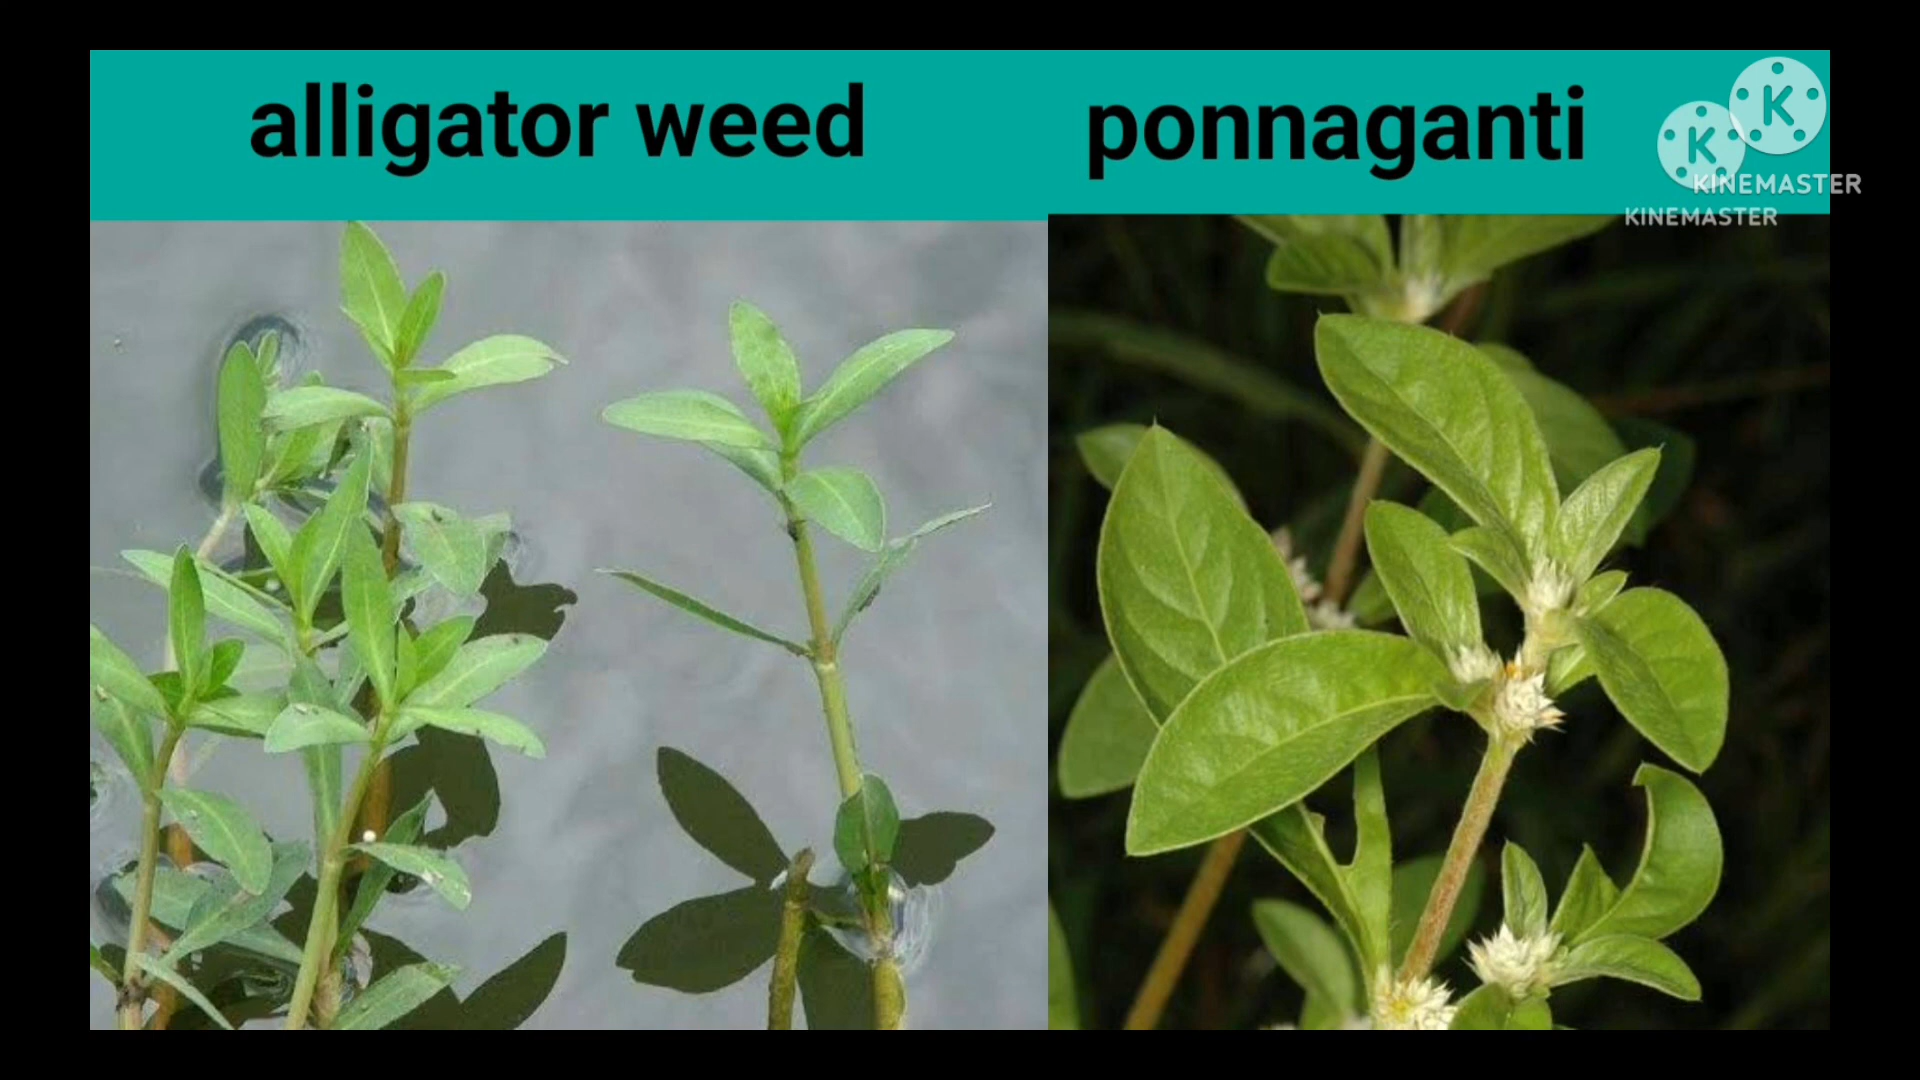 alligator weed
ponnaganti
K
K
KINEMASTER
KINEMASTER